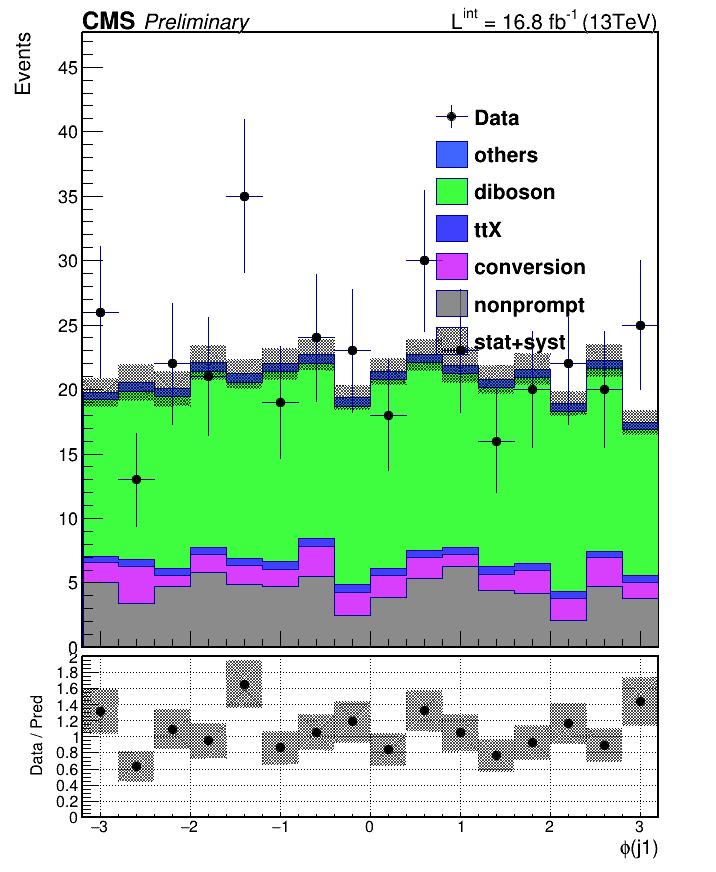 CMS Preliminary L^int = 16.8 fb^-1 (13TeV)
Events
45
40
35
30
25
20
15
10
5
0
Data
others
diboson
ttX
conversion
nonprompt
stat+syst
Data / Pred
2
1.8
1.6
1.4
1.2
1
0.8
0.6
0.4
0.2
0
−3 −2 −1 0 1 2 3
ϕ(j1)